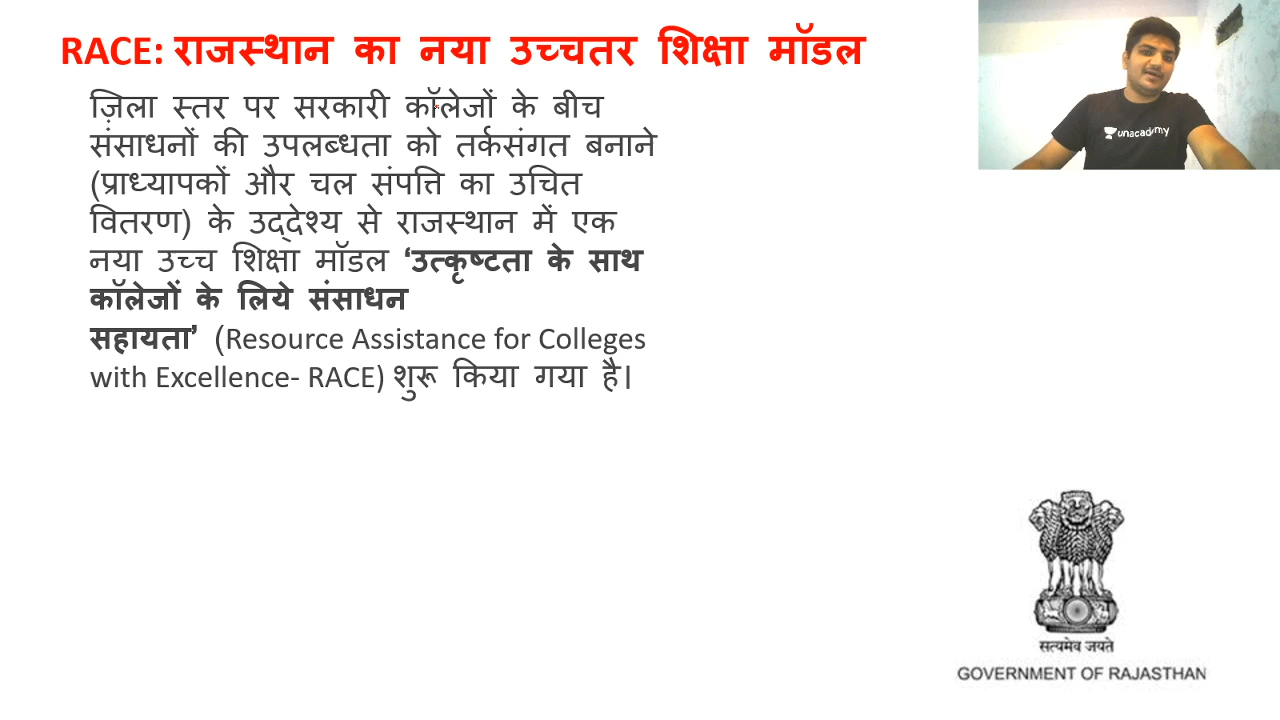 RACE: राजस्थान का नया उच्चतर शिक्षा मॉडल
ज़िला स्तर पर सरकारी कॉलेजों के बीच
संसाधनों की उपलब्धता को तर्कसंगत बनाने
(प्राध्यापकों और चल संपत्ति का उचित
वितरण) के उद्देश्य से राजस्थान में एक
नया उच्च शिक्षा मॉडल ‘उत्कृष्टता के साथ
कॉलेजों के लिये संसाधन
सहायता’ (Resource Assistance for Colleges
with Excellence- RACE) शुरू किया गया है।
unacademy
सत्यमेव जयते
GOVERNMENT OF RAJASTHAN